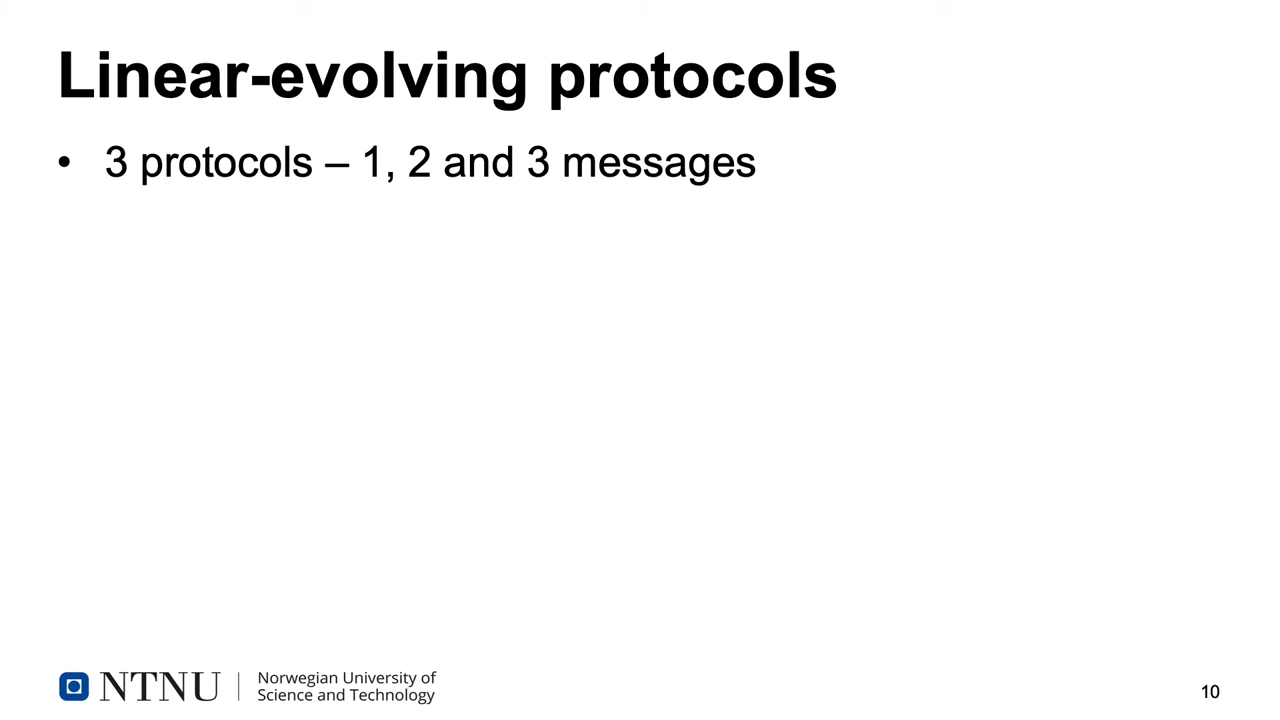 Linear-evolving protocols
• 3 protocols – 1, 2 and 3 messages
NTNU
Norwegian University of
Science and Technology
10